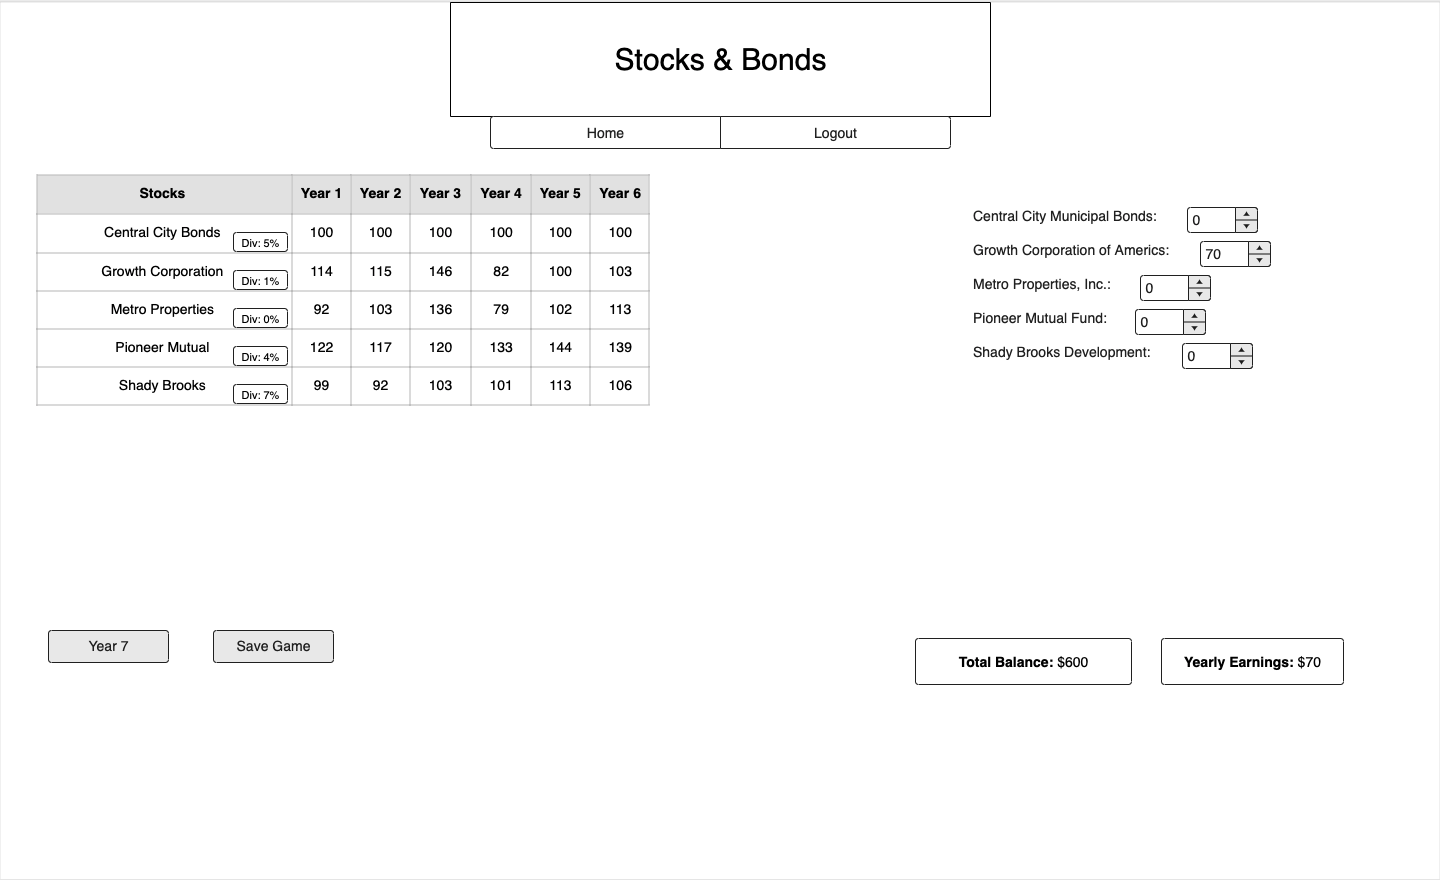 Stocks & Bonds
Home Logout
Stocks Year 1 Year 2 Year 3 Year 4 Year 5 Year 6
Central City Bonds Div: 5% 100 100 100 100 100 100
Growth Corporation Div: 1% 114 115 146 82 100 103
Metro Properties Div: 0% 92 103 136 79 102 113
Pioneer Mutual Div: 4% 122 117 120 133 144 139
Shady Brooks Div: 7% 99 92 103 101 113 106
Central City Municipal Bonds: 0
Growth Corporation of Americs: 70
Metro Properties, Inc.: 0
Pioneer Mutual Fund: 0
Shady Brooks Development: 0
Year 7 Save Game
Total Balance: $600 Yearly Earnings: $70